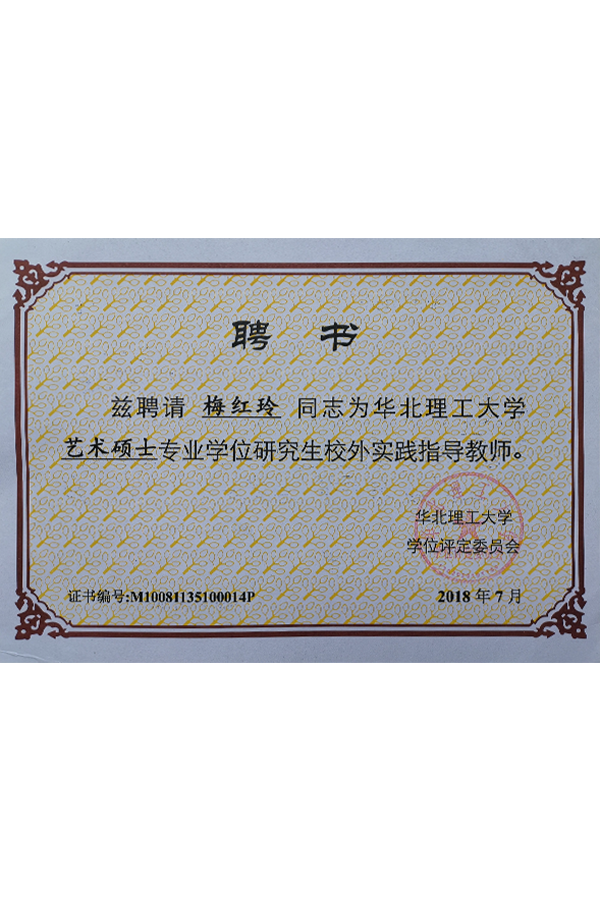 聘 书
兹聘请 梅红玲 同志为华北理工大学
艺术硕士专业学位研究生校外实践指导教师。
华北理工大学
学位评定委员会
证书编号:M10081135100014P
2018 年 7 月